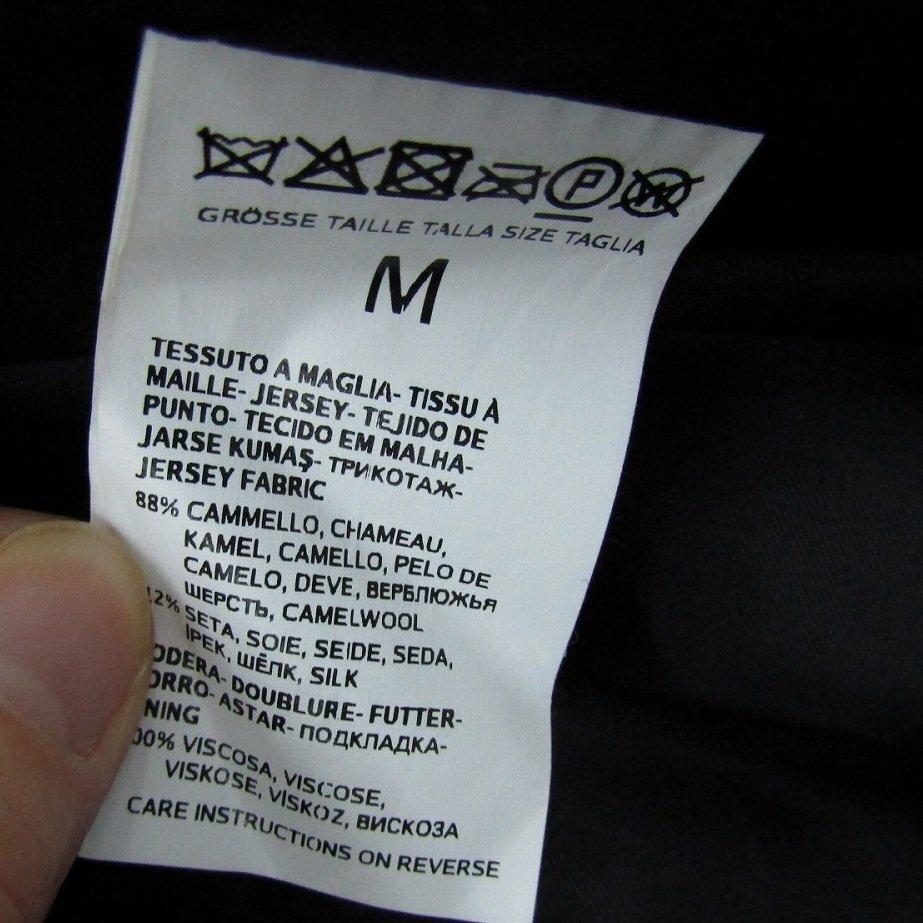 P W
GRÖSSE TAILLE TALLA SIZE TAGLIA
M
TESSUTO A MAGLIA- TISSU À
MAILLE- JERSEY- TEJIDO DE
PUNTO- TECIDO EM MALHA-
JARSE KUMAŞ- ТРИКОТАЖ-
JERSEY FABRIC
88% CAMMELLO, CHAMEAU,
KAMEL, CAMELLO, PELO DE
CAMELO, DEVE, ВЕРБЛЮЖЬЯ
ШЕРСТЬ, CAMELWOOL
12% SETA, SOIE, SEIDE, SEDA,
IPEK, ШЁЛК, SILK
ODERA- DOUBLURE- FUTTER-
ORRO- ASTAR- ПОДКЛАДКА-
NING
00% VISCOSA, VISCOSE,
VISKOSE, VISKOZ, ВИСКОЗА
CARE INSTRUCTIONS ON REVERSE